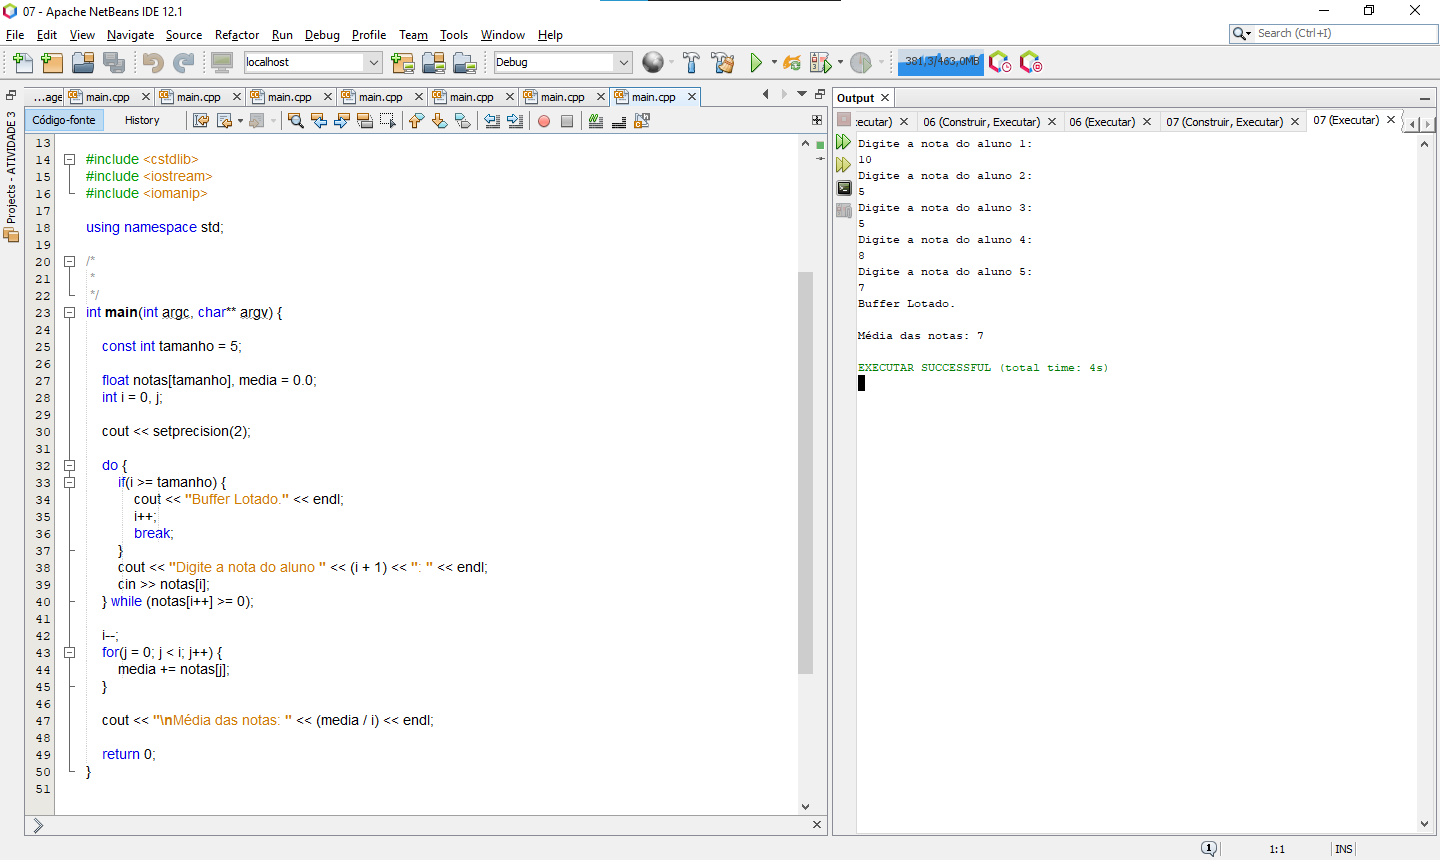 07 - Apache NetBeans IDE 12.1
File Edit View Navigate Source Refactor Run Debug Profile Team Tools Window Help
Search (Ctrl+I)
localhost
Debug
381,3/463,0MB
Projects - ATIVIDADE 3
...age main.cpp main.cpp main.cpp main.cpp main.cpp main.cpp main.cpp
Código-fonte History
13
14 #include <cstdlib>
15 #include <iostream>
16 #include <iomanip>
17
18 using namespace std;
19
20 /*
21 *
22 */
23 int main(int argc, char** argv) {
24
25 const int tamanho = 5;
26
27 float notas[tamanho], media = 0.0;
28 int i = 0, j;
29
30 cout << setprecision(2);
31
32 do {
33 if(i >= tamanho) {
34 cout << "Buffer Lotado." << endl;
35 i++;
36 break;
37 }
38 cout << "Digite a nota do aluno " << (i + 1) << ": " << endl;
39 cin >> notas[i];
40 } while (notas[i++] >= 0);
41
42 i--;
43 for(j = 0; j < i; j++) {
44 media += notas[j];
45 }
46
47 cout << "\nMédia das notas: " << (media / i) << endl;
48
49 return 0;
50 }
51
Output
:ecutar) 06 (Construir, Executar) 06 (Executar) 07 (Construir, Executar) 07 (Executar)
Digite a nota do aluno 1:
10
Digite a nota do aluno 2:
5
Digite a nota do aluno 3:
5
Digite a nota do aluno 4:
8
Digite a nota do aluno 5:
7
Buffer Lotado.
Média das notas: 7
EXECUTAR SUCCESSFUL (total time: 4s)
1 1:1 INS